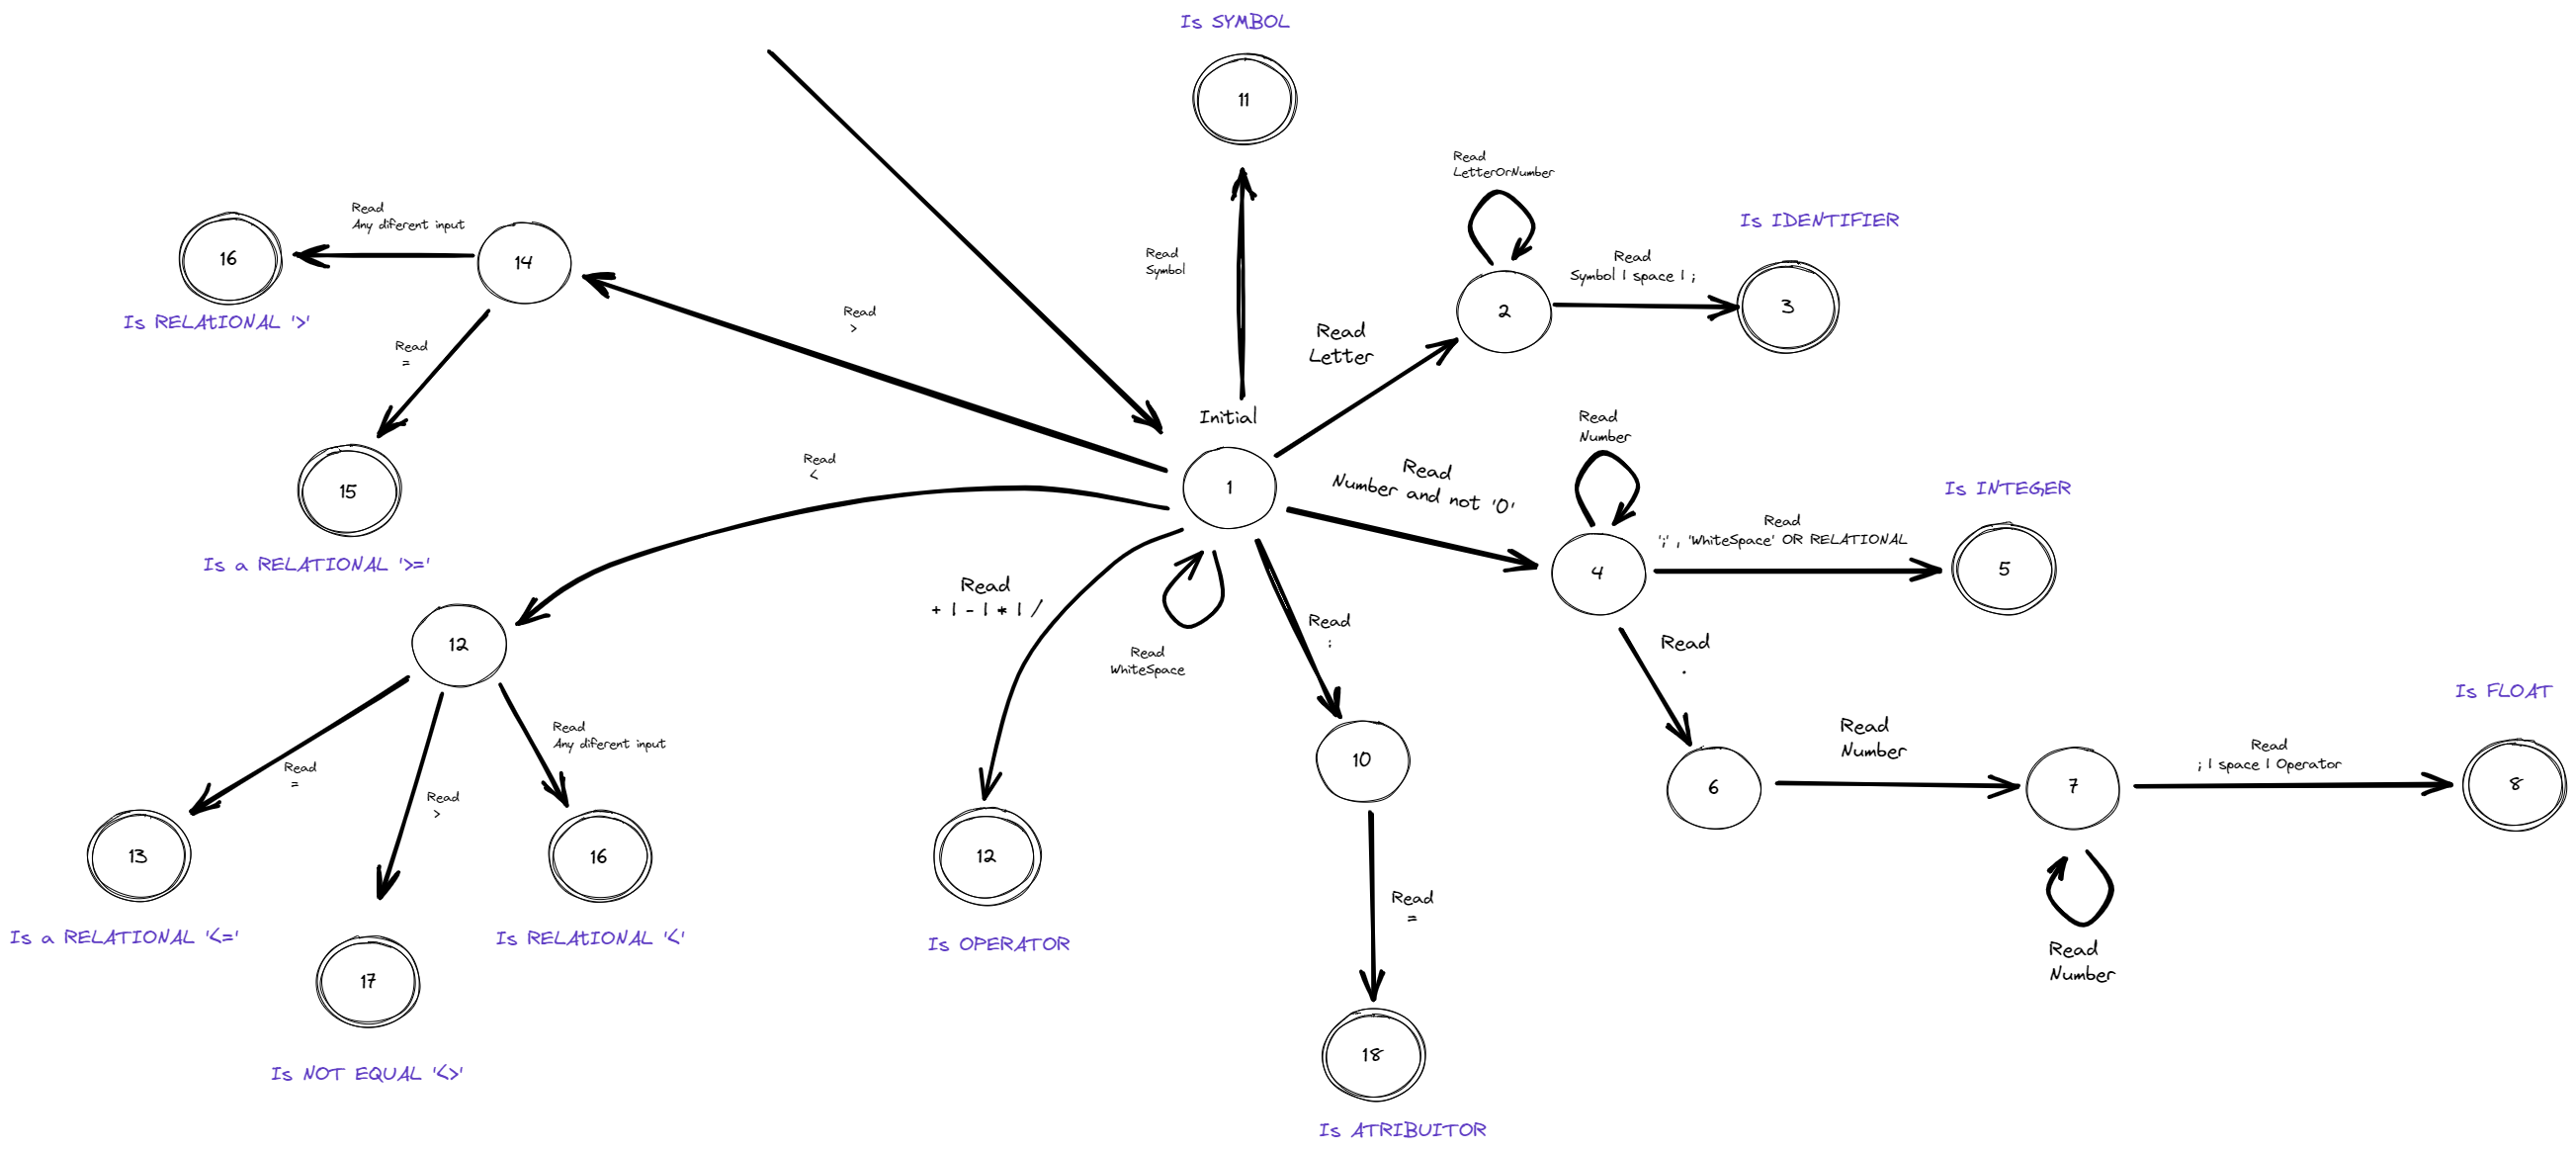 Is SYMBOL
11
Read
LetterOrNumber
Read
Any diferent input
16
14
Is RELAtIONAL '>'
Read
=
15
Is a RELATIONAL '>='
Read
>
Read
Symbol
Is IDENTIFIER
Read
Symbol | space | ;
2
3
Read
Letter
Initial
1
Read
<
Read
Number and not '0'
Read
Number
Is INTEGER
Read
';' , 'WhiteSpace' OR RELATIONAL
4
5
Read
+ | - | * | /
Read
WhiteSpace
Read
;
Read
.
12
Read
=
Read
>
Read
Any diferent input
13
17
16
Is a RELATIONAL '<='
Is RELAtIONAL '<'
Is NOT EQUAL '<>'
12
Is OPERATOR
10
Read
=
18
Is ATRIBUITOR
6
Read
Number
7
Read
; | space | Operator
Is FLOAT
8
Read
Number